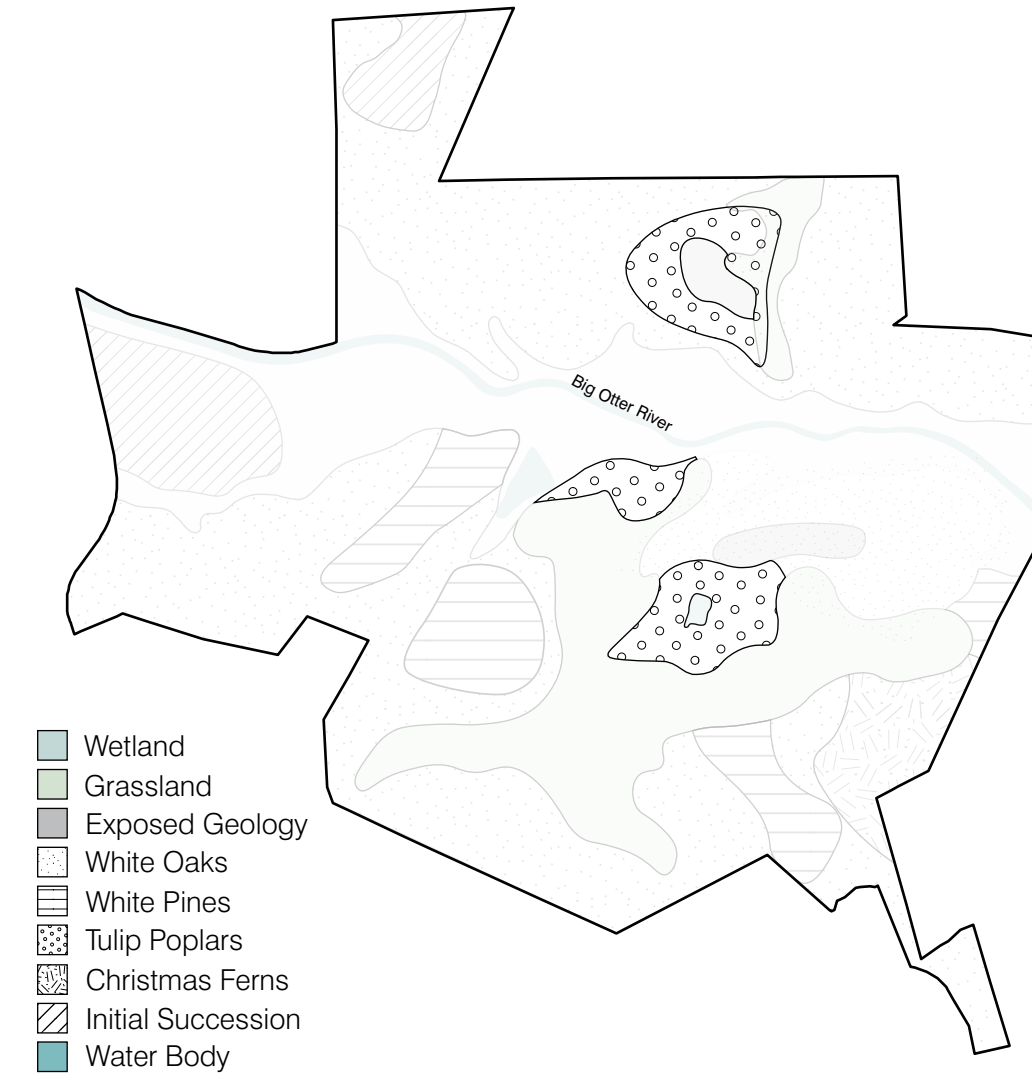 Big Otter River
Wetland
Grassland
Exposed Geology
White Oaks
White Pines
Tulip Poplars
Christmas Ferns
Initial Succession
Water Body